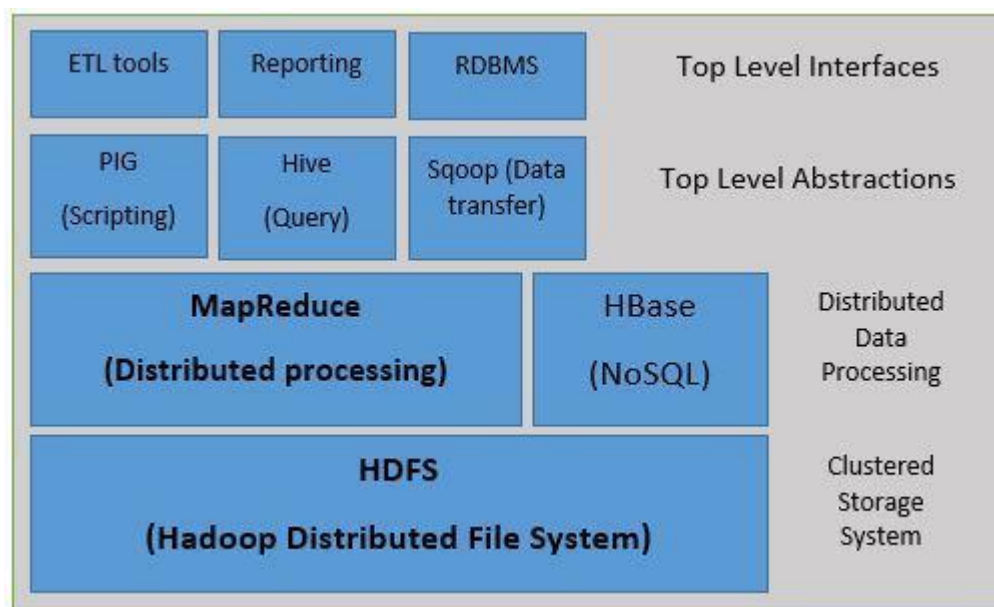 ETL tools
Reporting
RDBMS
Top Level Interfaces
PIG
(Scripting)
Hive
(Query)
Sqoop (Data
transfer)
Top Level Abstractions
MapReduce
(Distributed processing)
HBase
(NoSQL)
Distributed
Data
Processing
HDFS
(Hadoop Distributed File System)
Clustered
Storage
System